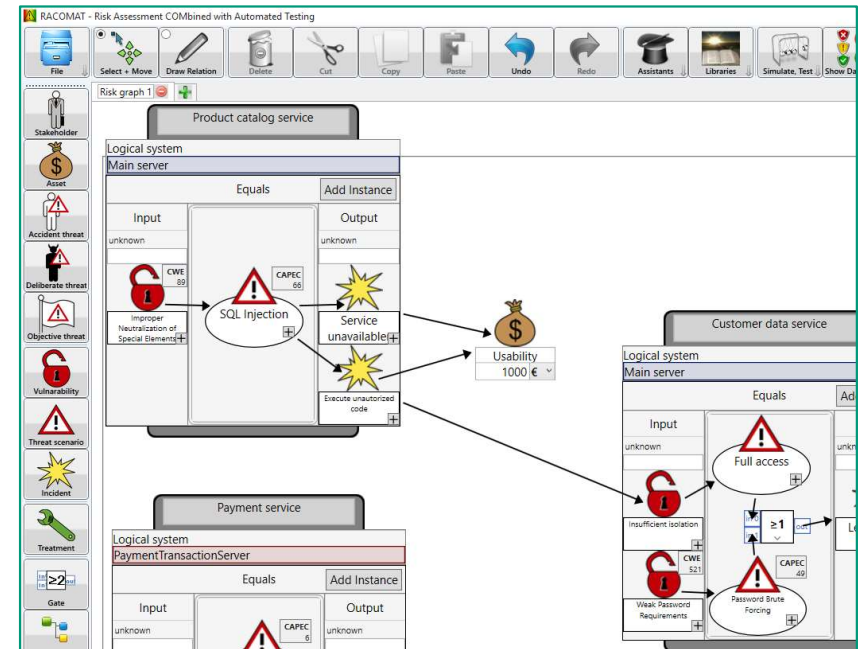 RACOMAT - Risk Assessment COMbined with Automated Testing
File
Select + Move
Draw Relation
Delete
Cut
Copy
Paste
Undo
Redo
Assistants
Libraries
Simulate, Test
Show Da
Risk graph 1
Stakeholder
Asset
Accident threat
Deliberate threat
Objective threat
Vulnarability
Threat scenario
Incident
Treatment
≥2
Gate
Product catalog service
Logical system
Main server
Equals
Add Instance
Input
Output
unknown
unknown
CWE
89
CAPEC
66
Improper
Neutralization of
Special Elements
SQL Injection
Service
unavailable
Execute unautorized
code
$
Usability
1000 €
Customer data service
Logical system
Main server
Equals
Ad
Input
unknown
unkn
Full access
Insufficient isolation
≥1
out
CWE
521
CAPEC
49
Weak Password
Requirements
Password Brute
Forcing
Payment service
Logical system
PaymentTransactionServer
Equals
Add Instance
Input
Output
unknown
unknown
CAPEC
6